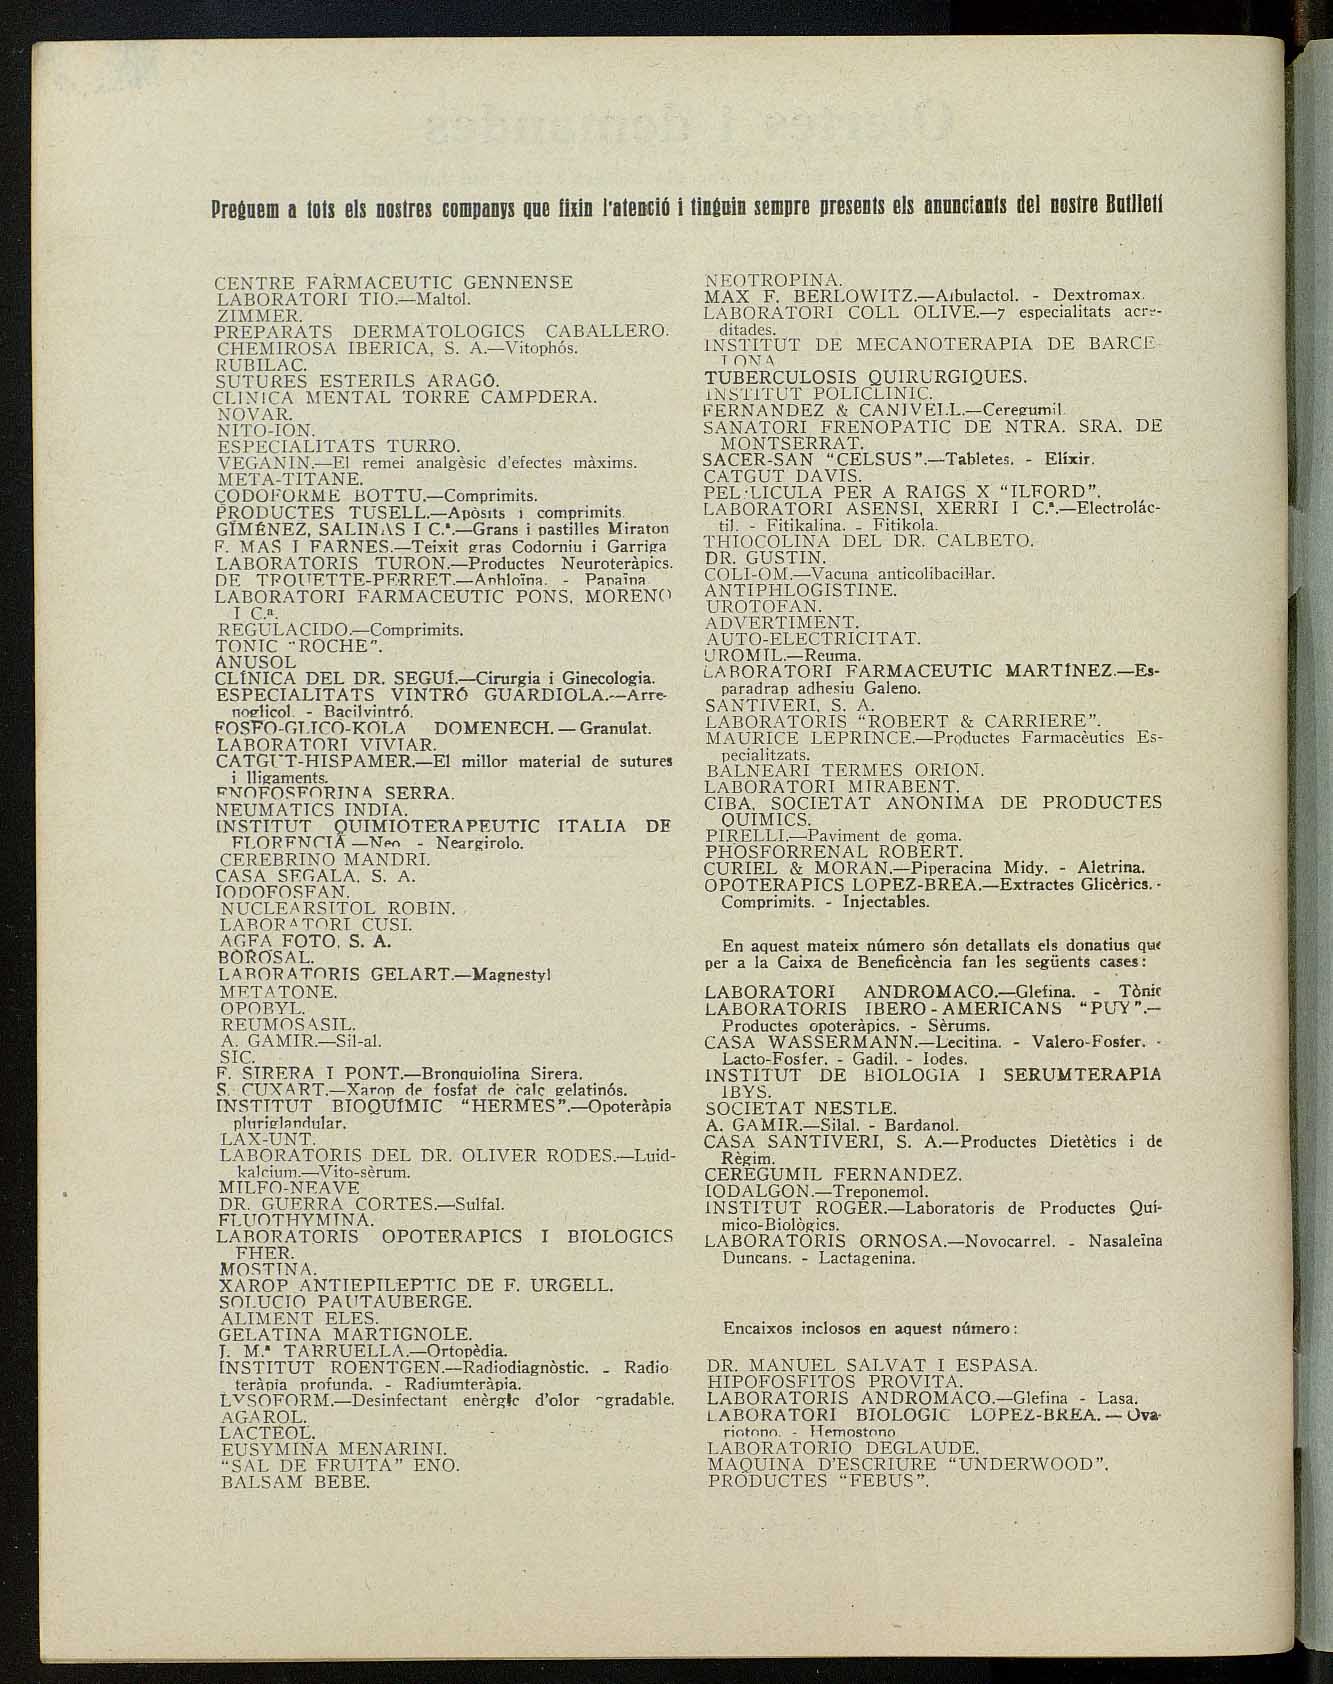 Preguem a tots els nostres companys que fixin l'atenció i tinguin sempre presents els anunciants del nostre Butlletí
CENTRE FARMACEUTIC GENNENSE
LABORATORI TIO.—Maltol.
ZIMMER.
PREPARATS DERMATOLOGICS CABALLERO.
CHEMIROSA IBERICA, S. A.—Vitophós.
RUBILAC.
SUTURES ESTERILS ARAGÓ.
CLINICA MENTAL TORRE CAMPDERA.
NOVAR.
NITO-ION.
ESPECIALITATS TURRO.
VEGANIN.—El remei analgèsic d'efectes màxims.
META-TITANE.
CODOFORME BOTTU.—Comprimits.
PRODUCTES TUSELL.—Apòsits i comprimits.
GIMÉNEZ, SALINAS I C.ª.—Grans i pastilles Miraton
F. MAS I FARNES.—Teixit gras Codorniu i Garriga
LABORATORIS TURON.—Productes Neuroteràpics.
DE TROUETTE-PERRET.—Aphloïna. - Papaïna
LABORATORI FARMACEUTIC PONS, MORENO
I C.ª.
REGULACIDO.—Comprimits.
TONIC "ROCHE".
ANUSOL
CLÍNICA DEL DR. SEGUÍ.—Cirurgia i Ginecologia.
ESPECIALITATS VINTRÓ GUARDIOLA.—Arre-
noglicol. - Bacilvintró.
FOSFO-GLICO-KOLA DOMENECH.—Granulat.
LABORATORI VIVIAR.
CATGUT-HISPAMER.—El millor material de sutures
i lligaments.
ENOFOSFORINA SERRA.
NEUMATICS INDIA.
INSTITUT QUIMIOTERAPEUTIC ITALIA DE
FLORENCIA—Neo - Neargirolo.
CEREBRINO MANDRI.
CASA SEGALA, S. A.
IODOFOSFAN.
NUCLEARSITOL ROBIN.
LABORATORI CUSI.
AGFA FOTO, S. A.
BOROSAL.
LABORATORIS GELART.—Magnestyl
METATONE.
OPOBYL.
REUMOSASIL.
A. GAMIR.—Sil-al.
SIC.
F. SIRERA I PONT.—Bronquiolina Sirera.
S. CUXART.—Xarop de fosfat de calç gelatinós.
INSTITUT BIOQUÍMIC "HERMES".—Opoteràpia
pluriglandular.
LAX-UNT.
LABORATORIS DEL DR. OLIVER RODES.—Luid-
kalcium.—Vito-sèrum.
MILFO-NEAVE
DR. GUERRA CORTES.—Sulfal.
FLUOTHYMINA.
LABORATORIS OPOTERAPICS I BIOLOGICS
FHER.
MOSTINA.
XAROP ANTIEPILEPTIC DE F. URGELL.
SOLUCIO PAUTAUBERGE.
ALIMENT ELES.
GELATINA MARTIGNOLE.
J. M.ª TARRUELLA.—Ortopèdia.
INSTITUT ROENTGEN.—Radiodiagnòstic. - Radio
teràpia profunda. - Radiumteràpia.
LYSOFORM.—Desinfectant enèrgic d'olor agradable.
AGAROL.
LACTEOL.
EUSYMINA MENARINI.
"SAL DE FRUITA" ENO.
BALSAM BEBE.
NEOTROPINA.
MAX F. BERLOWITZ.—Albulactol. - Dextromax.
LABORATORI COLL OLIVE.—7 especialitats acre-
ditades.
INSTITUT DE MECANOTERAPIA DE BARCE-
LONA
TUBERCULOSIS QUIRURGIQUES.
INSTITUT POLICLINIC.
FERNANDEZ & CANIVELL.—Ceregumil.
SANATORI FRENOPATIC DE NTRA. SRA. DE
MONTSERRAT.
SACER-SAN "CELSUS".—Tabletes. - Elíxir.
CATGUT DAVIS.
PEL·LICULA PER A RAIGS X "ILFORD".
LABORATORI ASENSI, XERRI I C.ª.—Electrolác-
til. - Fitikalina. - Fitikola.
THIOCOLINA DEL DR. CALBETO.
DR. GUSTIN.
COLI-OM.—Vacuna anticolibacil·lar.
ANTIPHLOGISTINE.
UROTOFAN.
ADVERTIMENT.
AUTO-ELECTRICITAT.
UROMIL.—Reuma.
LABORATORI FARMACEUTIC MARTÍNEZ.—Es-
paradrap adhesiu Galeno.
SANTIVERI, S. A.
LABORATORIS "ROBERT & CARRIERE".
MAURICE LEPRINCE.—Productes Farmacèutics Es-
pecialitzats.
BALNEARI TERMES ORION.
LABORATORI MIRABENT.
CIBA, SOCIETAT ANONIMA DE PRODUCTES
QUIMICS.
PIRELLI.—Paviment de goma.
PHOSFORRENAL ROBERT.
CURIEL & MORAN.—Piperacina Midy. - Aletrina.
OPOTERAPICS LOPEZ-BREA.—Extractes Glicèrics. -
Comprimits. - Injectables.
En aquest mateix número són detallats els donatius que
per a la Caixa de Beneficència fan les següents cases:
LABORATORI ANDROMACO.—Glefina. - Tònic
LABORATORIS IBERO-AMERICANS "PUY".—
Productes opoteràpics. - Sèrums.
CASA WASSERMANN.—Lecitina. - Valero-Fosfer. -
Lacto-Fosfer. - Gadil. - Iodes.
INSTITUT DE BIOLOGIA I SERUMTERAPIA
IBYS.
SOCIETAT NESTLE.
A. GAMIR.—Silal. - Bardanol.
CASA SANTIVERI, S. A.—Productes Dietètics i de
Règim.
CEREGUMIL FERNANDEZ.
IODALGON.—Treponemol.
INSTITUT ROGER.—Laboratoris de Productes Quí-
mico-Biològics.
LABORATORIS ORNOSA.—Novocarrel. - Nasaleïna
Duncans. - Lactagenina.
Encaixos inclosos en aquest número:
DR. MANUEL SALVAT I ESPASA.
HIPOFOSFITOS PROVITA.
LABORATORIS ANDROMACO.—Glefina - Lasa.
LABORATORI BIOLOGIC LOPEZ-BREA.—Ova-
riotono. - Hemostono
LABORATORIO DEGLAUDE.
MAQUINA D'ESCRIURE "UNDERWOOD".
PRODUCTES "FEBUS".